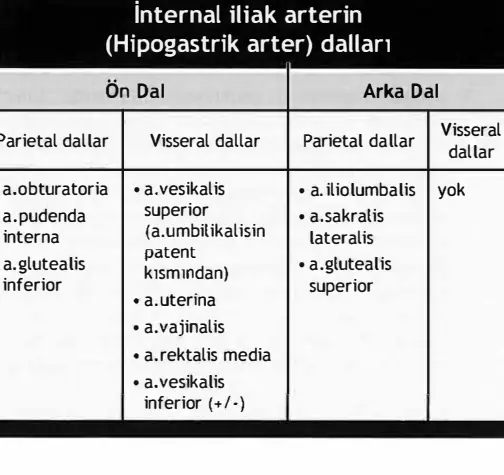 İnternal iliak arterin
(Hipogastrik arter) dalları
Ön Dal
Arka Dal
Parietal dallar
Visseral dallar
Parietal dallar
Visseral
dallar
a.obturatoria
a.pudenda
interna
a.glutealis
inferior
• a.vesikalis
superior
(a.umbilikalisin
patent
kısmından)
• a.uterina
• a.vajinalis
• a.rektalis media
• a.vesikalis
inferior (+/-)
• a.iliolumbalis
• a.sakralis
lateralis
• a.glutealis
superior
yok